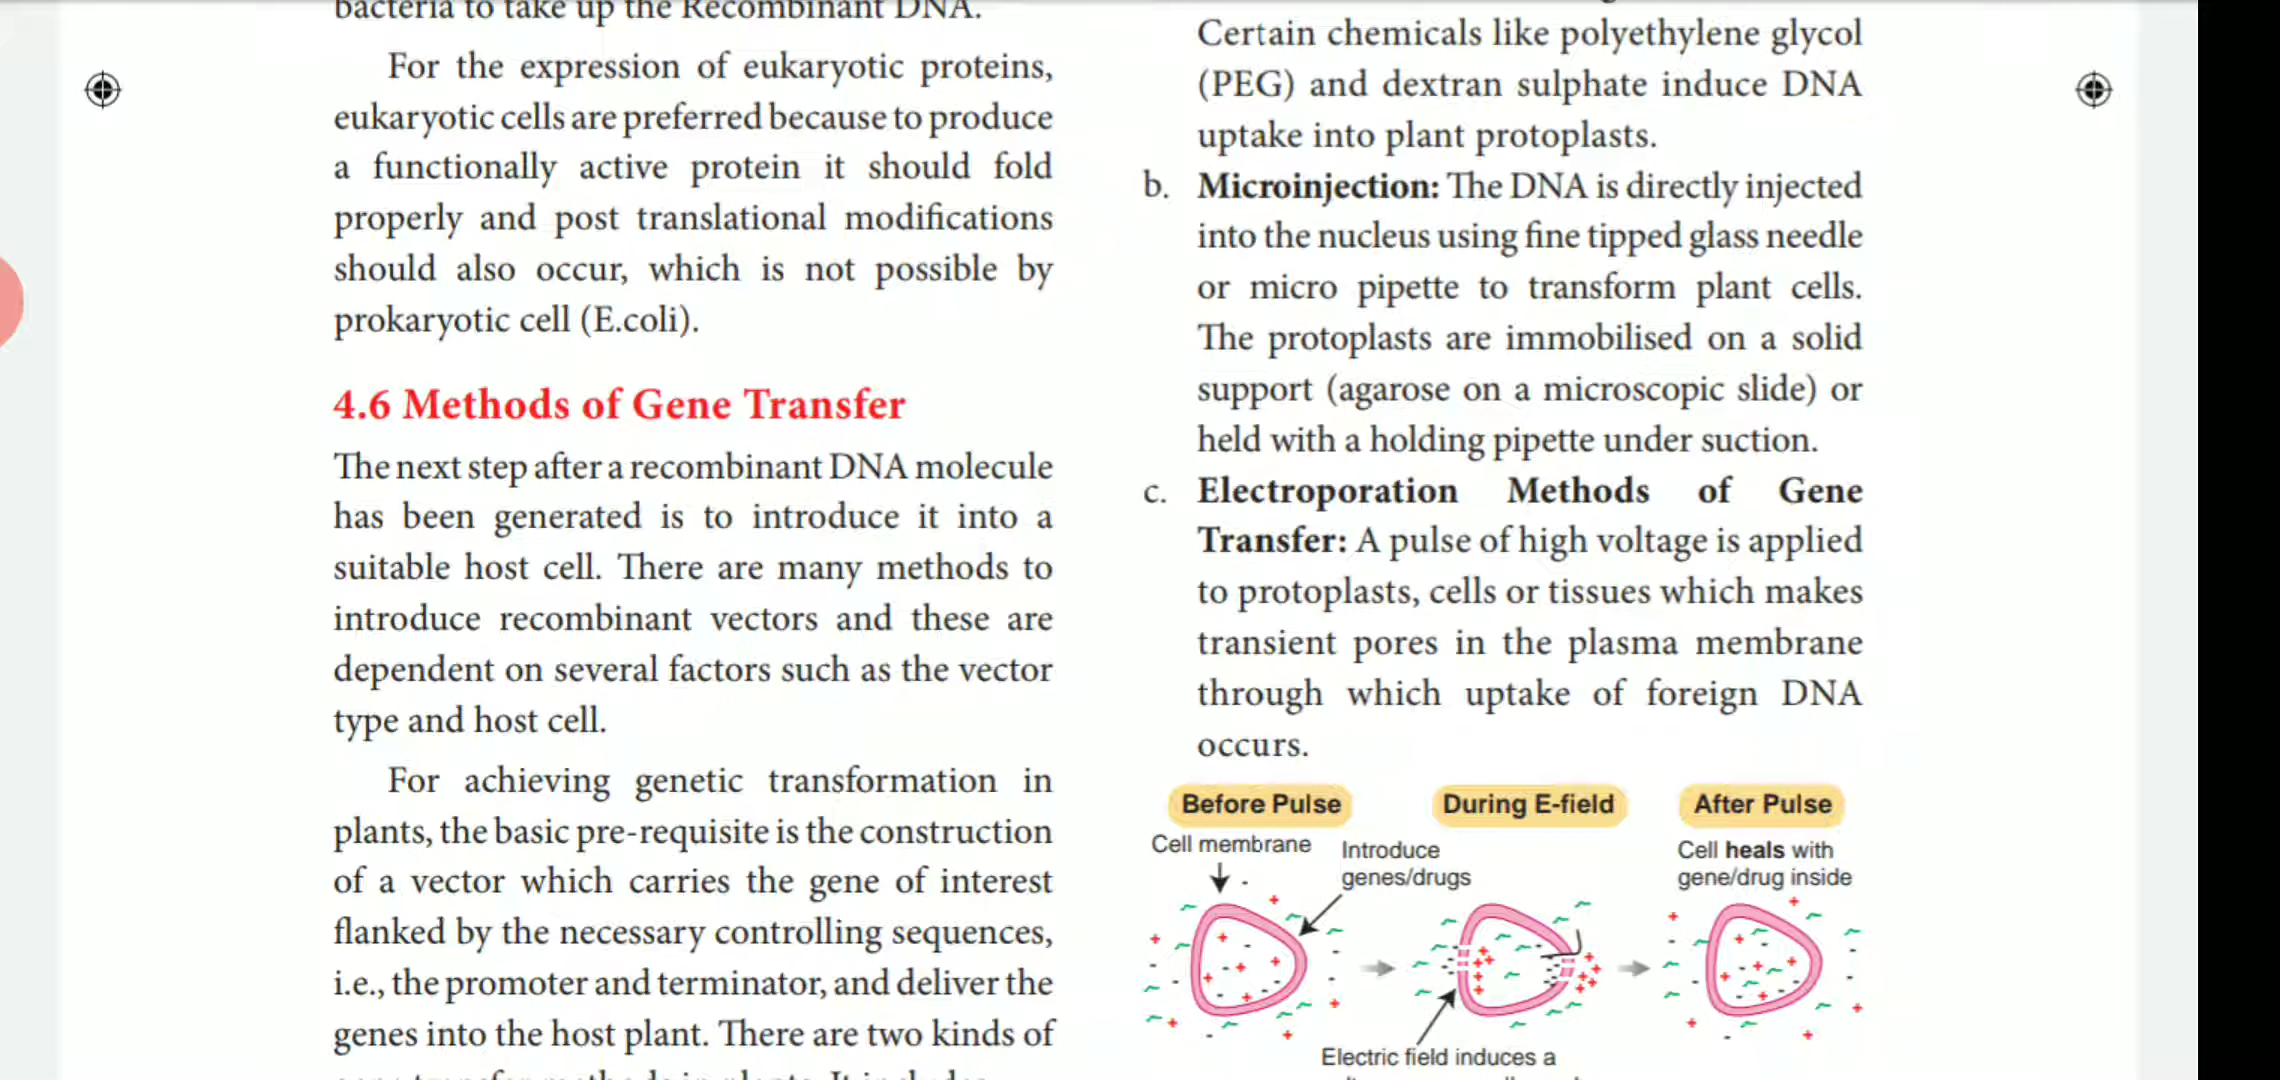 bacteria to take up the Recombinant DNA.
For the expression of eukaryotic proteins,
eukaryotic cells are preferred because to produce
a functionally active protein it should fold
properly and post translational modifications
should also occur, which is not possible by
prokaryotic cell (E.coli).
4.6 Methods of Gene Transfer
The next step after a recombinant DNA molecule
has been generated is to introduce it into a
suitable host cell. There are many methods to
introduce recombinant vectors and these are
dependent on several factors such as the vector
type and host cell.
For achieving genetic transformation in
plants, the basic pre-requisite is the construction
of a vector which carries the gene of interest
flanked by the necessary controlling sequences,
i.e., the promoter and terminator, and deliver the
genes into the host plant. There are two kinds of
Certain chemicals like polyethylene glycol
(PEG) and dextran sulphate induce DNA
uptake into plant protoplasts.
b. Microinjection: The DNA is directly injected
into the nucleus using fine tipped glass needle
or micro pipette to transform plant cells.
The protoplasts are immobilised on a solid
support (agarose on a microscopic slide) or
held with a holding pipette under suction.
c. Electroporation Methods of Gene
Transfer: A pulse of high voltage is applied
to protoplasts, cells or tissues which makes
transient pores in the plasma membrane
through which uptake of foreign DNA
occurs.
Before Pulse
During E-field
After Pulse
Cell membrane
Introduce
genes/drugs
Cell heals with
gene/drug inside
Electric field induces a